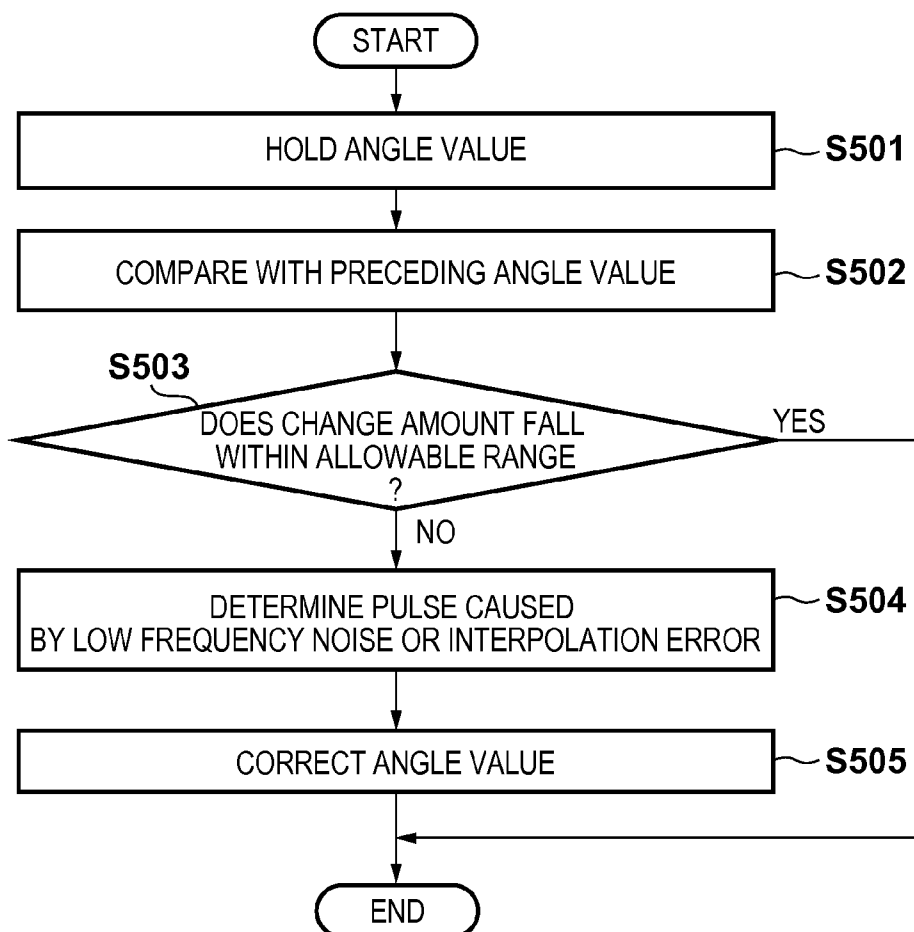 START
HOLD ANGLE VALUE
S501
COMPARE WITH PRECEDING ANGLE VALUE
S502
S503
DOES CHANGE AMOUNT FALL
WITHIN ALLOWABLE RANGE
?
YES
NO
DETERMINE PULSE CAUSED
BY LOW FREQUENCY NOISE OR INTERPOLATION ERROR
S504
CORRECT ANGLE VALUE
S505
END